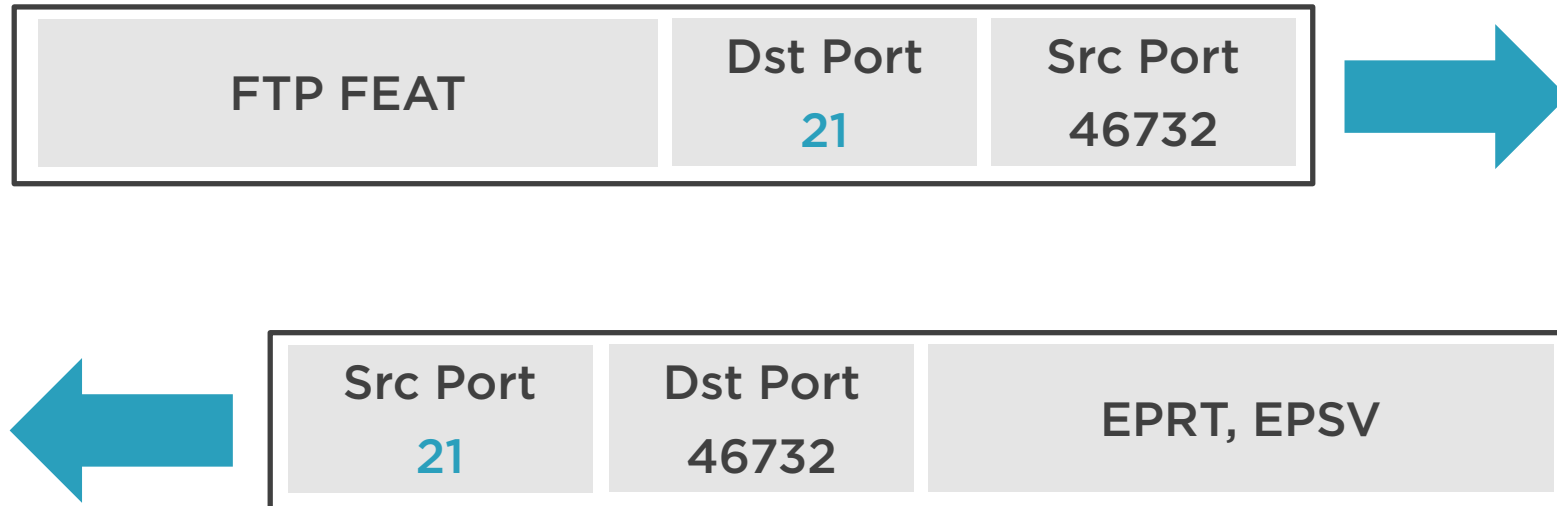 FTP FEAT
Dst Port
21
Src Port
46732
Src Port
21
Dst Port
46732
EPRT, EPSV